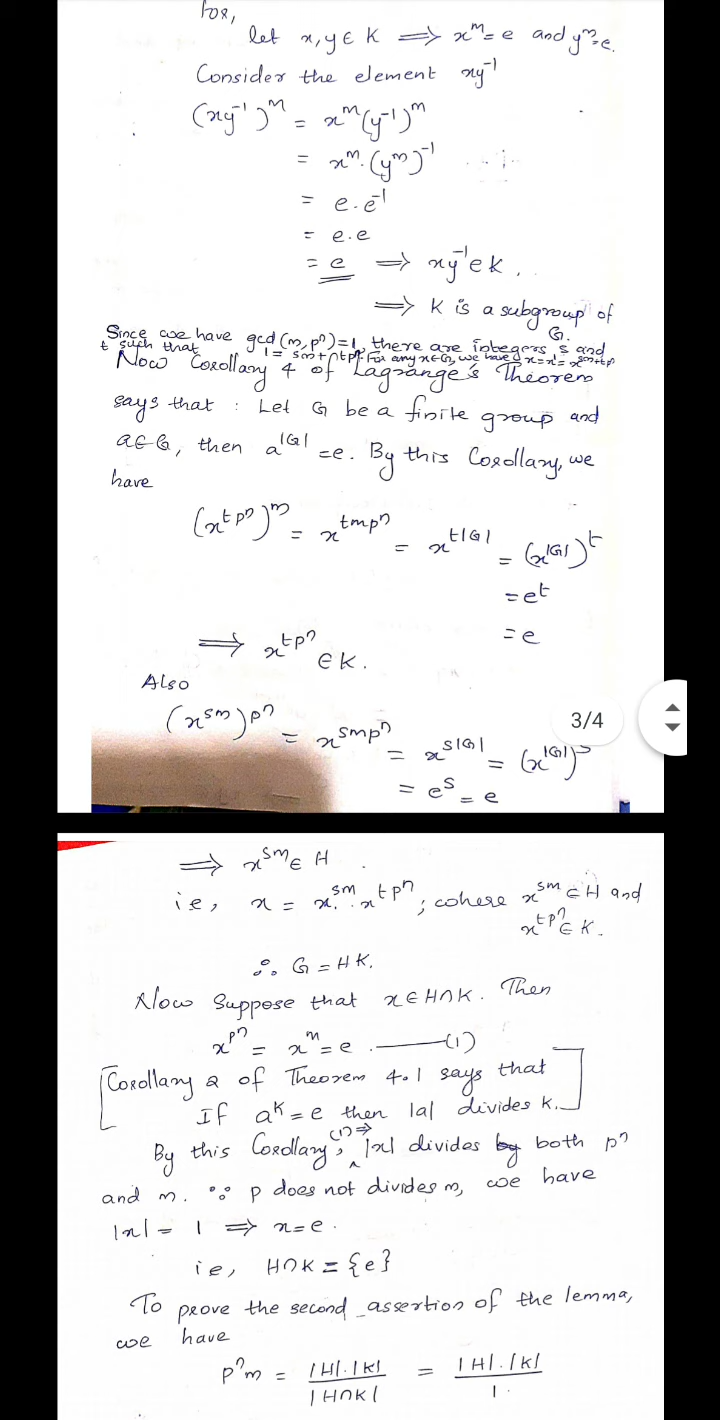 For,
let x, y ∈ K ⟹ x^m = e and y^m = e.
Consider the element xy^-1
(xy^-1)^m = x^m (y^-1)^m
= x^m. (y^m)^-1
= e . e^-1
= e.e
= e ⟹ xy^-1 ∈ K .
⟹ K is a subgroup of
G.
Since we have gcd (m, p^n) = 1, there are integers s and
t such that 1 = sm + tp^n. For any x∈G, we have x = x^1 = x^sm+tp^n
Now Corollary 4 of Lagrange's Theorem
says that : Let G be a finite group and
a∈G, then a^|G| = e. By this Corollary, we
have
(x^tp^n)^m = x^tmp^n = x^t|G| = (x^|G|)^t
= e^t
= e
⟹ x^tp^n ∈ K.
Also
(x^sm)^p^n = x^smp^n = x^s|G| = (x^|G|)^s
3/4
= e^s = e
⟹ x^sm ∈ H .
ie, x = x^sm . x^tp^n ; where x^sm ∈ H and
x^tp^n ∈ K.
∴ G = HK.
Now Suppose that x ∈ H∩K. Then
x^p^n = x^m = e . —(1)
[Corollary 2 of Theorem 4.1 says that
If a^k = e then |a| divides k.]
By this Corollary, (1) ⇒ |x| divides by both p^n
and m. ∵ p does not divides m, we have
|x| = 1 ⟹ x = e .
ie, H∩K = {e}
To prove the second assertion of the lemma,
we have
p^n m = |H|.|K| / |H∩K| = |H|.|K| / 1.